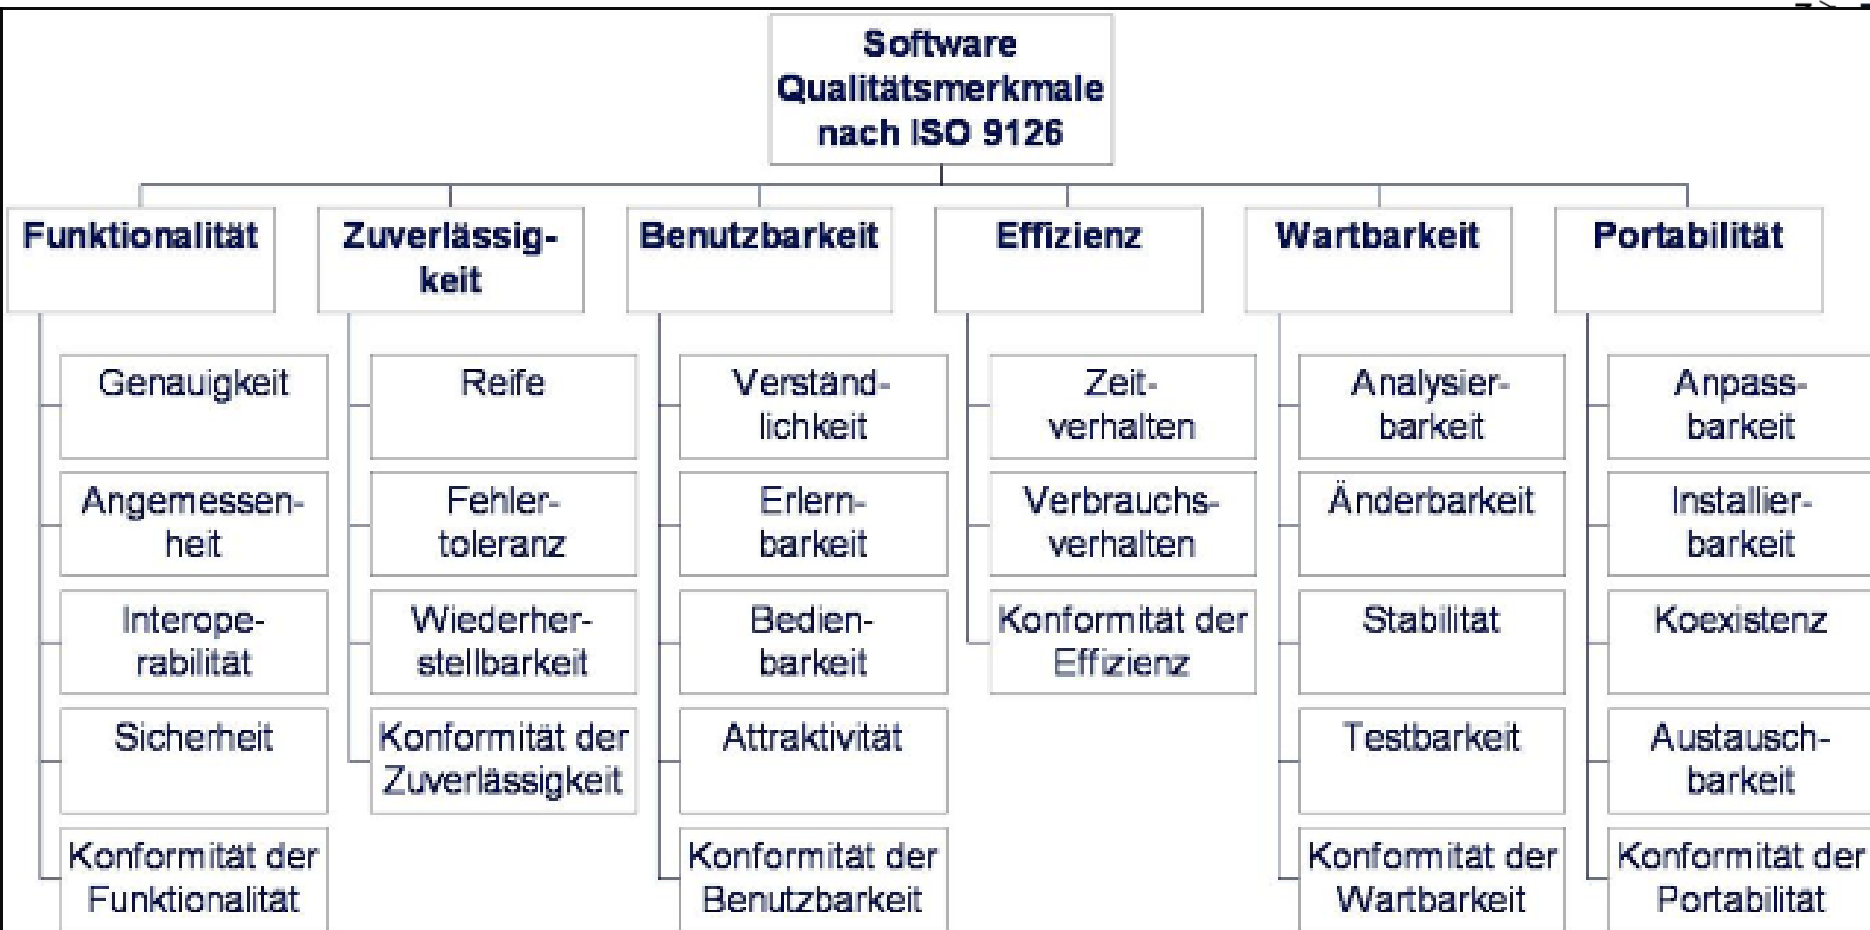 Software
Qualitätsmerkmale
nach ISO 9126
Funktionalität
Zuverlässig-
keit
Benutzbarkeit
Effizienz
Wartbarkeit
Portabilität
Genauigkeit
Angemessen-
heit
Interope-
rabilität
Sicherheit
Konformität der
Funktionalität
Reife
Fehler-
toleranz
Wiederher-
stellbarkeit
Konformität der
Zuverlässigkeit
Verständ-
lichkeit
Erlern-
barkeit
Bedien-
barkeit
Attraktivität
Konformität der
Benutzbarkeit
Zeit-
verhalten
Verbrauchs-
verhalten
Konformität der
Effizienz
Analysier-
barkeit
Änderbarkeit
Stabilität
Testbarkeit
Konformität der
Wartbarkeit
Anpass-
barkeit
Installier-
barkeit
Koexistenz
Austausch-
barkeit
Konformität der
Portabilität